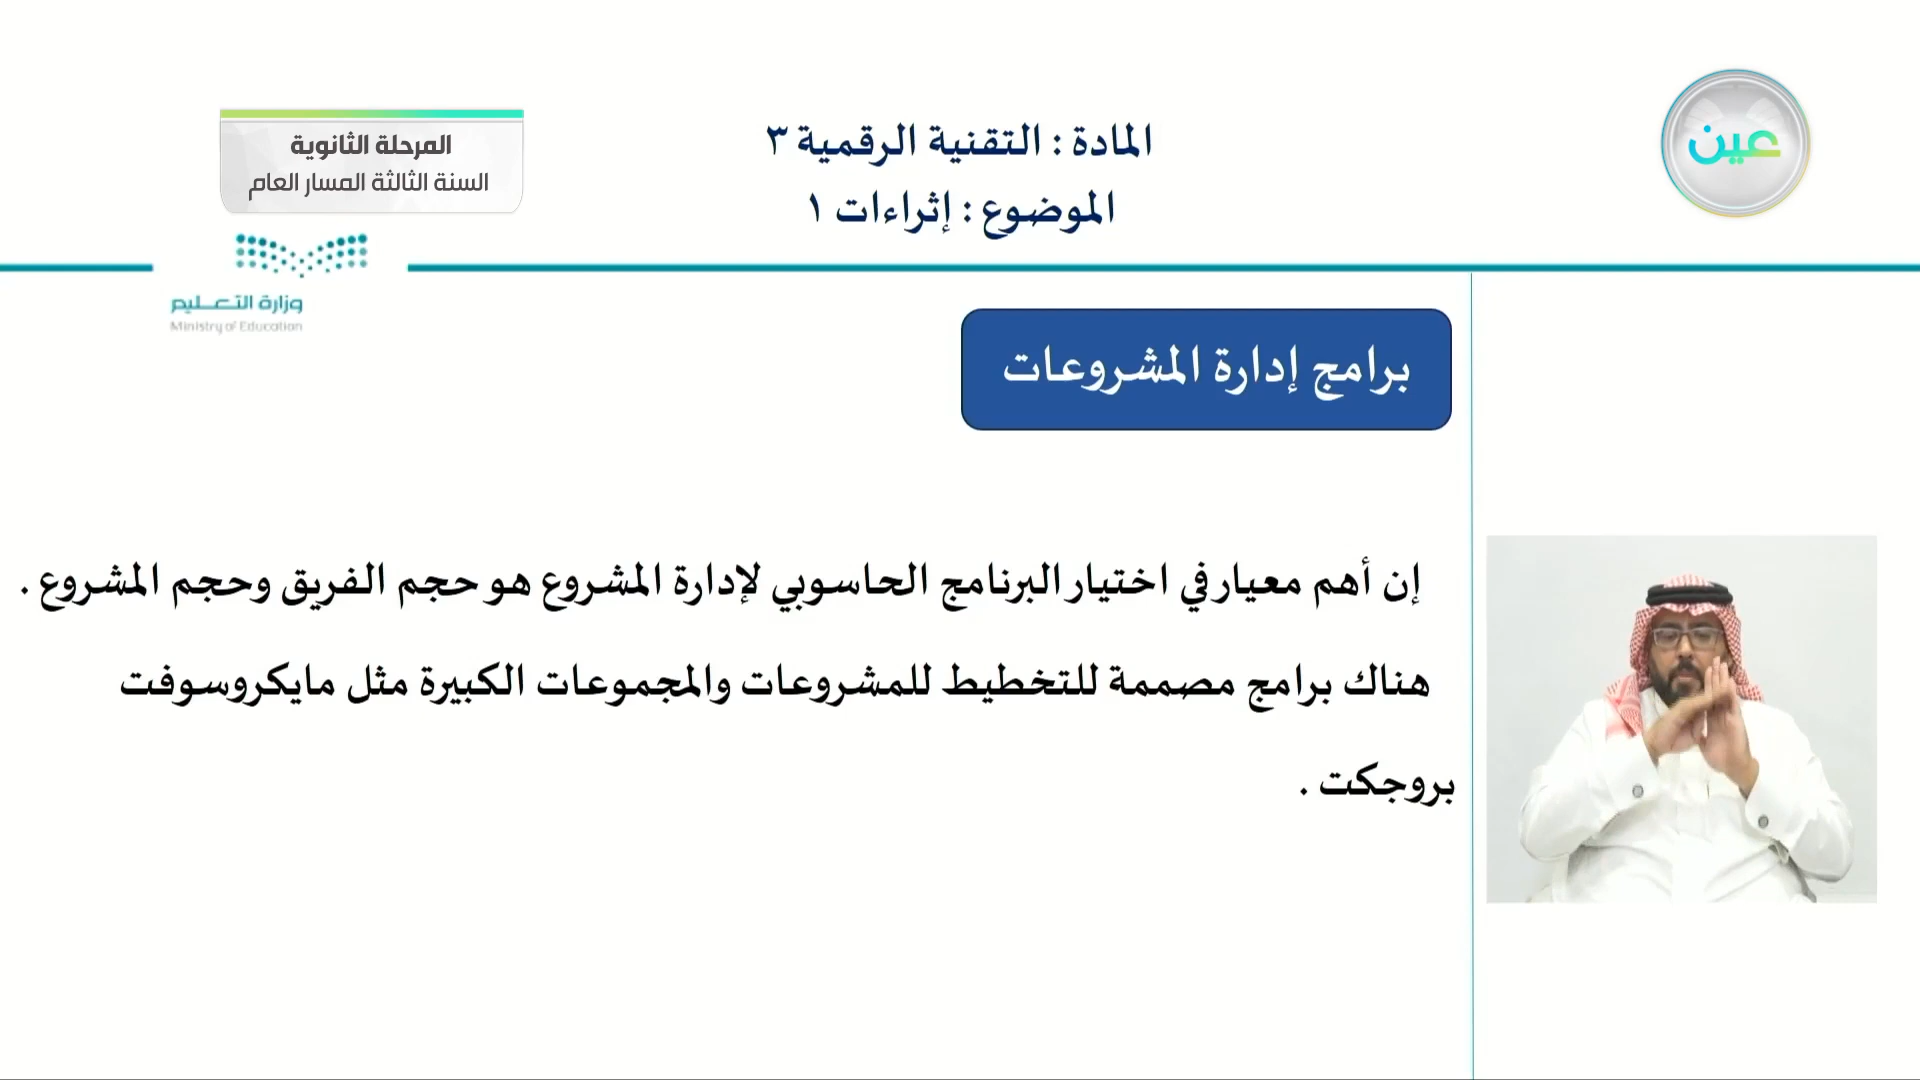 عين
المادة : التقنية الرقمية ٣
الموضوع : إثراءات ١
المرحلة الثانوية
السنة الثالثة المسار العام
وزارة التعليم
Ministry of Education
برامج إدارة المشروعات
إن أهم معيار في اختيار البرنامج الحاسوبي لإدارة المشروع هو حجم الفريق وحجم المشروع .
هناك برامج مصممة للتخطيط للمشروعات والمجموعات الكبيرة مثل مايكروسوفت
بروجكت .